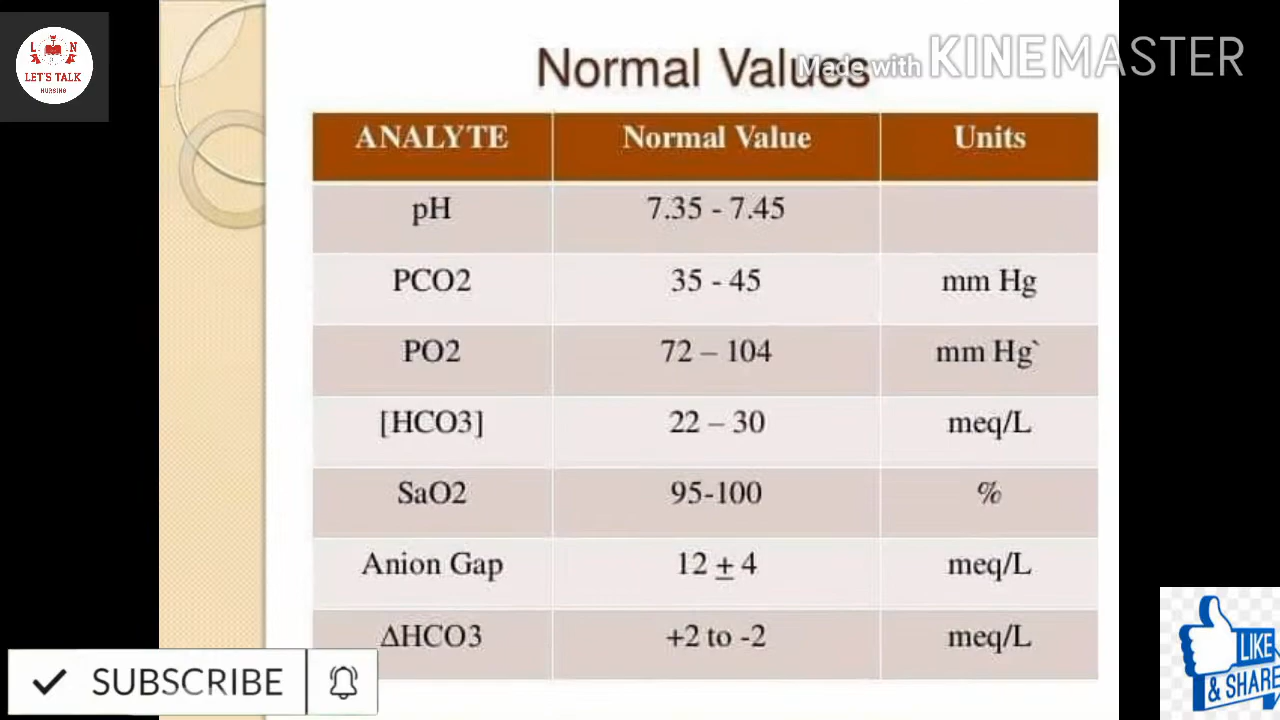 L N
LET'S TALK
NURSING
Made with KINEMASTER
Normal Values
ANALYTE Normal Value Units
pH 7.35 - 7.45
PCO2 35 - 45 mm Hg
PO2 72 – 104 mm Hg`
[HCO3] 22 – 30 meq/L
SaO2 95-100 %
Anion Gap 12 ± 4 meq/L
ΔHCO3 +2 to -2 meq/L
SUBSCRIBE
LIKE
& SHARE